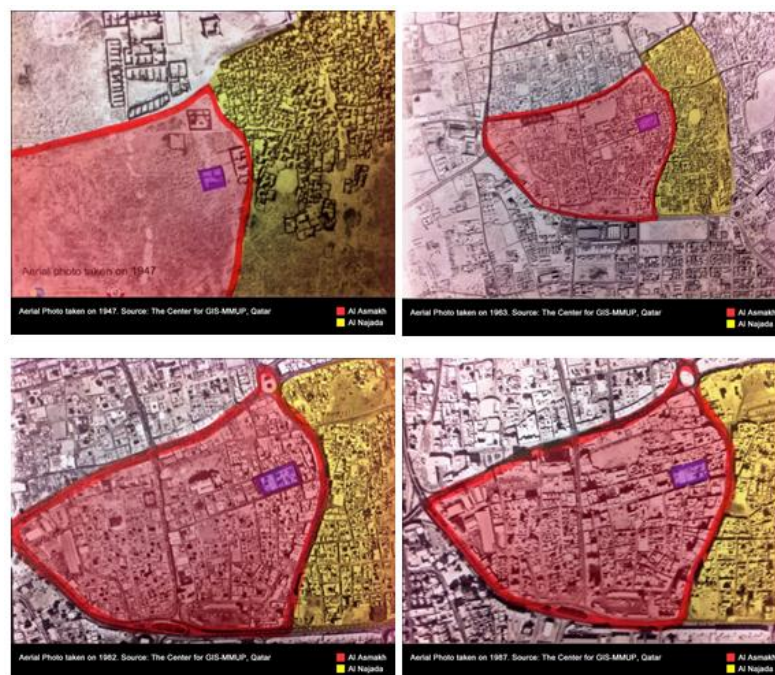 Aerial photo taken on 1947
Aerial Photo taken on 1947. Source: The Center for GIS-MMUP, Qatar
Al Asmakh
Al Najada
Aerial Photo taken on 1963. Source: The Center for GIS-MMUP, Qatar
Al Asmakh
Al Najada
Aerial Photo taken on 1982. Source: The Center for GIS-MMUP, Qatar
Al Asmakh
Al Najada
Aerial Photo taken on 1987. Source: The Center for GIS-MMUP, Qatar
Al Asmakh
Al Najada